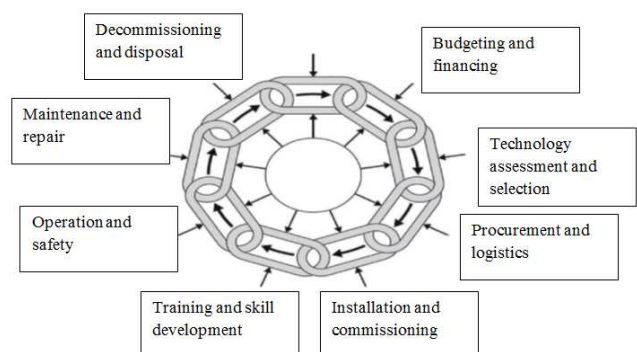 Decommissioning
and disposal
Budgeting and
financing
Maintenance and
repair
Technology
assessment and
selection
Operation and
safety
Procurement and
logistics
Training and skill
development
Installation and
commissioning